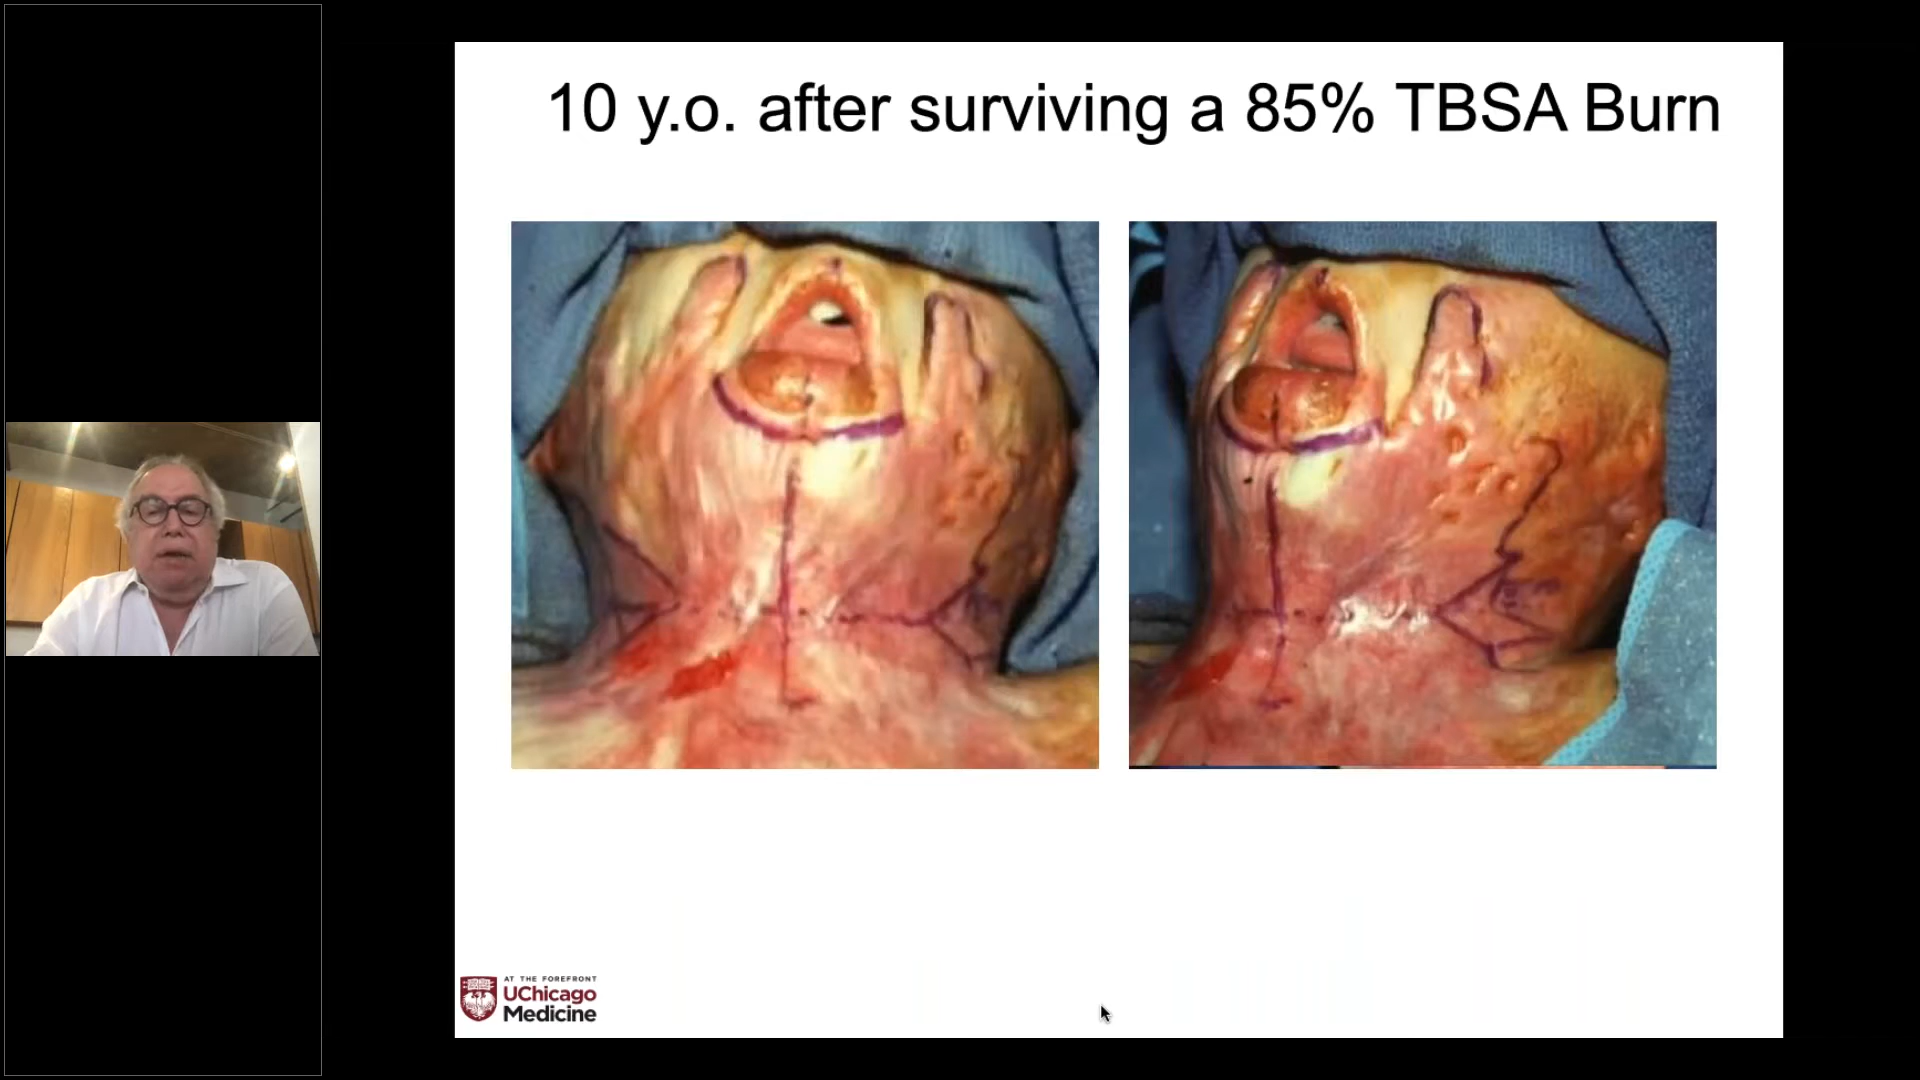 10 y.o. after surviving a 85% TBSA Burn
AT THE FOREFRONT
UChicago
Medicine